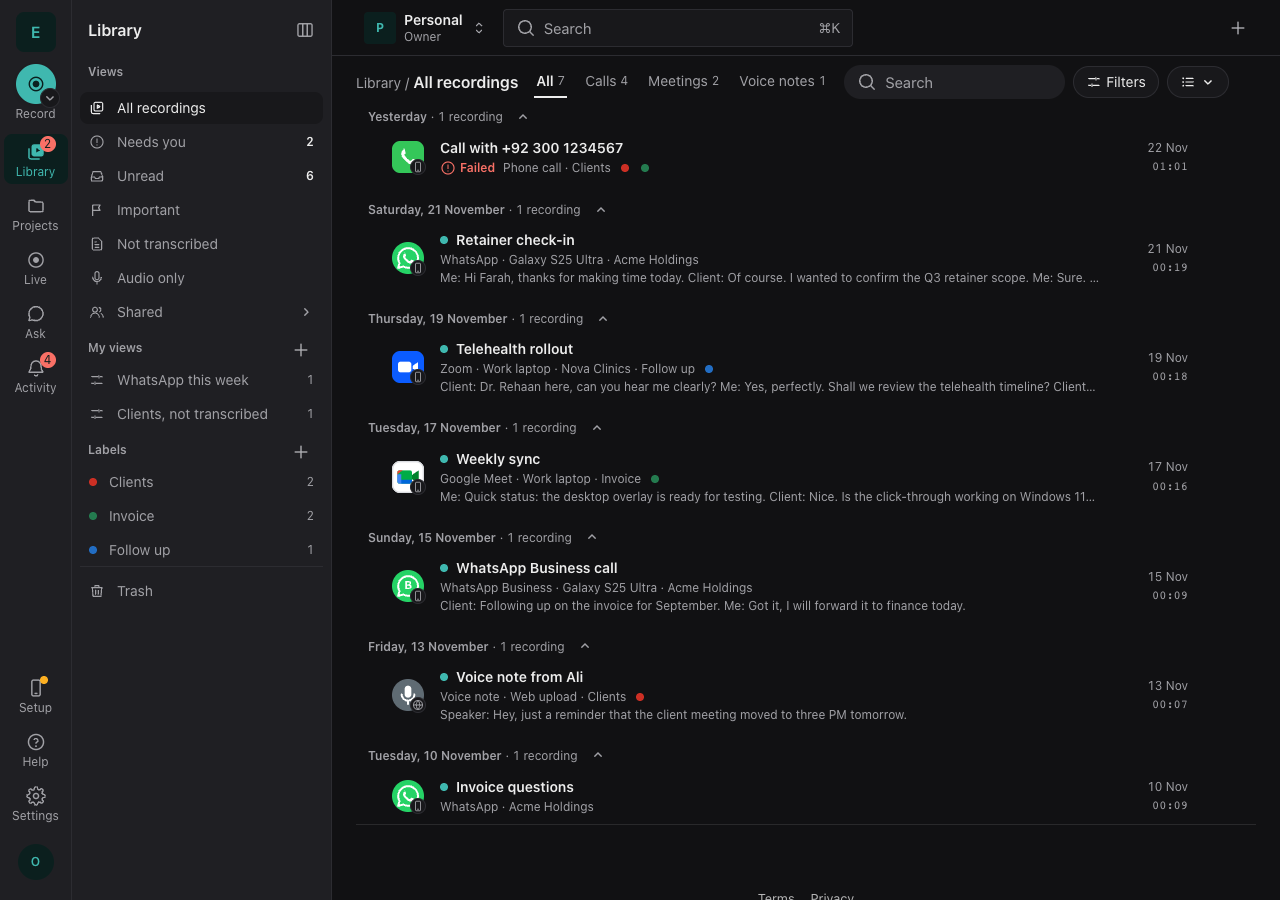 E
Record
2
Library
Projects
Live
Ask
4
Activity
Setup
Help
Settings
O
Library
Views
All recordings
Needs you 2
Unread 6
Important
Not transcribed
Audio only
Shared
My views
WhatsApp this week 1
Clients, not transcribed 1
Labels
Clients 2
Invoice 2
Follow up 1
Trash
P
Personal
Owner
Search ⌘K
Library / All recordings All 7 Calls 4 Meetings 2 Voice notes 1 Search Filters
Yesterday · 1 recording
Call with +92 300 1234567 22 Nov
Failed Phone call · Clients 01:01
Saturday, 21 November · 1 recording
Retainer check-in 21 Nov
WhatsApp · Galaxy S25 Ultra · Acme Holdings 00:19
Me: Hi Farah, thanks for making time today. Client: Of course. I wanted to confirm the Q3 retainer scope. Me: Sure. ...
Thursday, 19 November · 1 recording
Telehealth rollout 19 Nov
Zoom · Work laptop · Nova Clinics · Follow up 00:18
Client: Dr. Rehaan here, can you hear me clearly? Me: Yes, perfectly. Shall we review the telehealth timeline? Client...
Tuesday, 17 November · 1 recording
Weekly sync 17 Nov
Google Meet · Work laptop · Invoice 00:16
Me: Quick status: the desktop overlay is ready for testing. Client: Nice. Is the click-through working on Windows 11...
Sunday, 15 November · 1 recording
B
WhatsApp Business call 15 Nov
WhatsApp Business · Galaxy S25 Ultra · Acme Holdings 00:09
Client: Following up on the invoice for September. Me: Got it, I will forward it to finance today.
Friday, 13 November · 1 recording
Voice note from Ali 13 Nov
Voice note · Web upload · Clients 00:07
Speaker: Hey, just a reminder that the client meeting moved to three PM tomorrow.
Tuesday, 10 November · 1 recording
Invoice questions 10 Nov
WhatsApp · Acme Holdings 00:09
Terms Privacy